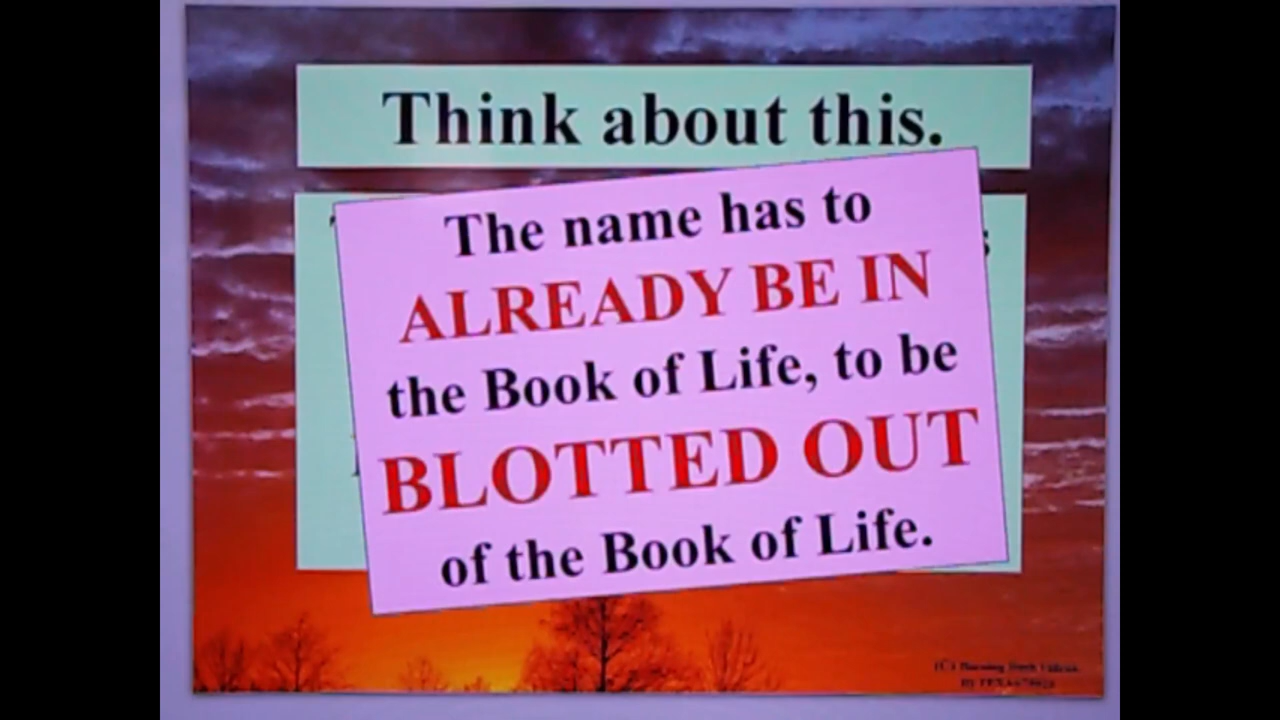 Think about this.
The name has to
ALREADY BE IN
the Book of Life, to be
BLOTTED OUT
of the Book of Life.